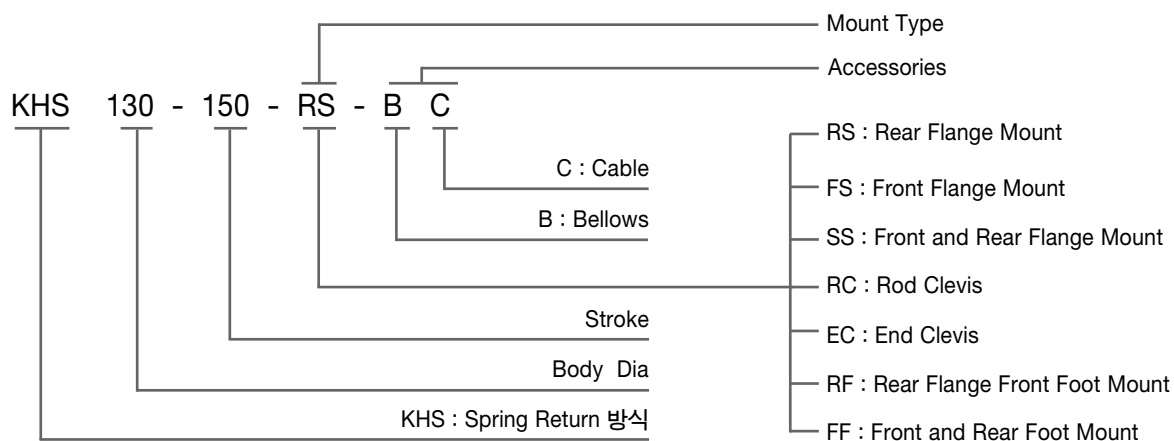 Mount Type
Accessories
KHS 130 - 150 - RS - B C
C : Cable
B : Bellows
Stroke
Body Dia
KHS : Spring Return 방식
RS : Rear Flange Mount
FS : Front Flange Mount
SS : Front and Rear Flange Mount
RC : Rod Clevis
EC : End Clevis
RF : Rear Flange Front Foot Mount
FF : Front and Rear Foot Mount